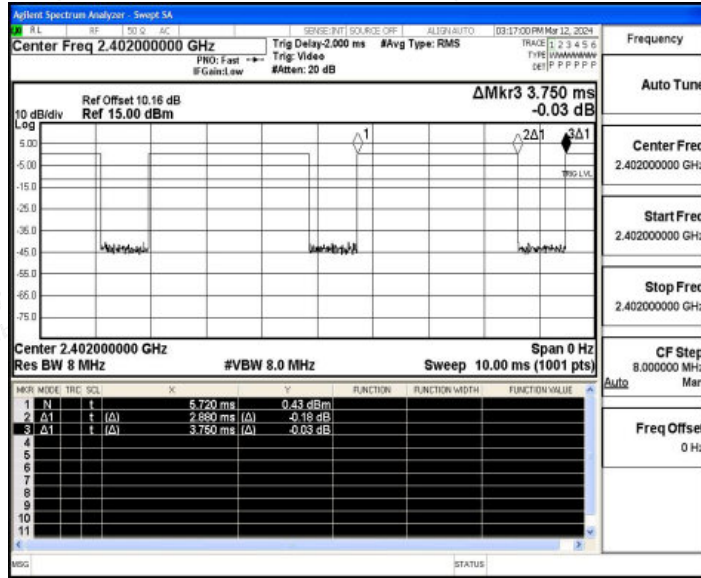 Agilent Spectrum Analyzer - Swept SA
RL RF 50 Ω AC SENSE:INT SOURCE OFF ALIGN AUTO 03:17:00 PM Mar 12, 2024
Center Freq 2.402000000 GHz
PNO: Fast
IFGain:Low
Trig Delay-2.000 ms #Avg Type: RMS
Trig: Video
#Atten: 20 dB
TRACE 1 2 3 4 5 6
TYPE WWWWWW
DET P P P P P P
Ref Offset 10.16 dB
10 dB/div Ref 15.00 dBm
Log
ΔMkr3 3.750 ms
-0.03 dB
1
2Δ1
3Δ1
TRIG LVL
5.00
-5.00
-15.0
-25.0
-35.0
-45.0
-55.0
-65.0
-75.0
Center 2.402000000 GHz Span 0 Hz
Res BW 8 MHz #VBW 8.0 MHz Sweep 10.00 ms (1001 pts)
MKR MODE TRC SCL X Y FUNCTION FUNCTION WIDTH FUNCTION VALUE
1 N t 5.720 ms 0.43 dBm
2 Δ1 t (Δ) 2.880 ms (Δ) -0.18 dB
3 Δ1 t (Δ) 3.750 ms (Δ) -0.03 dB
4
5
6
7
8
9
10
11
MSG STATUS
Frequency
Auto Tune
Center Freq
2.402000000 GHz
Start Freq
2.402000000 GHz
Stop Freq
2.402000000 GHz
CF Step
8.000000 MHz
Auto Man
Freq Offset
0 Hz